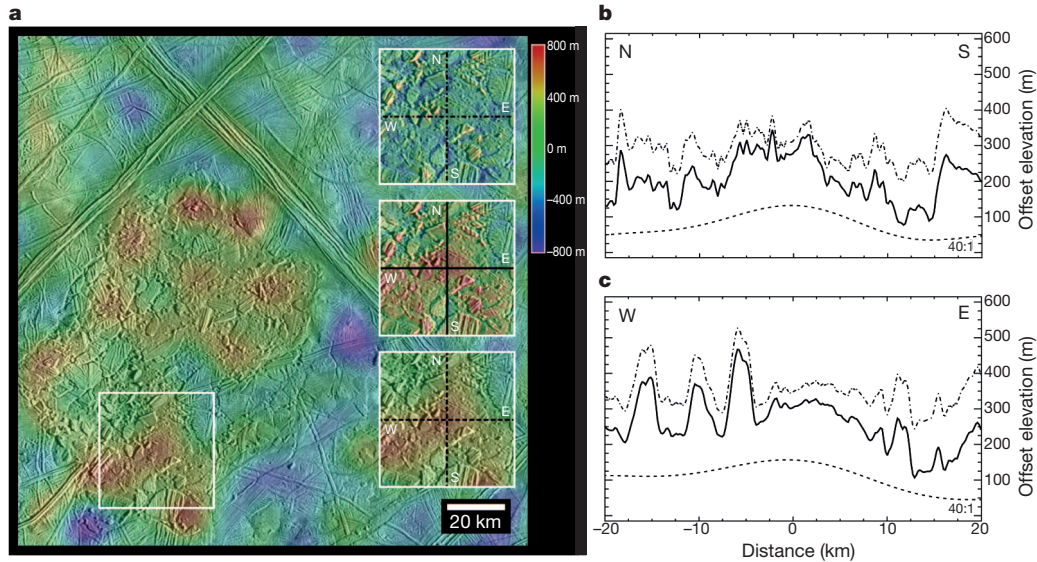 a
800 m
400 m
0 m
−400 m
−800 m
N
E
W
S
N
E
W
S
N
E
W
S
20 km
b
N
S
600
500
400
300
200
100
40:1
Offset elevation (m)
c
W
E
600
500
400
300
200
100
40:1
Offset elevation (m)
−20
−10
0
10
20
Distance (km)